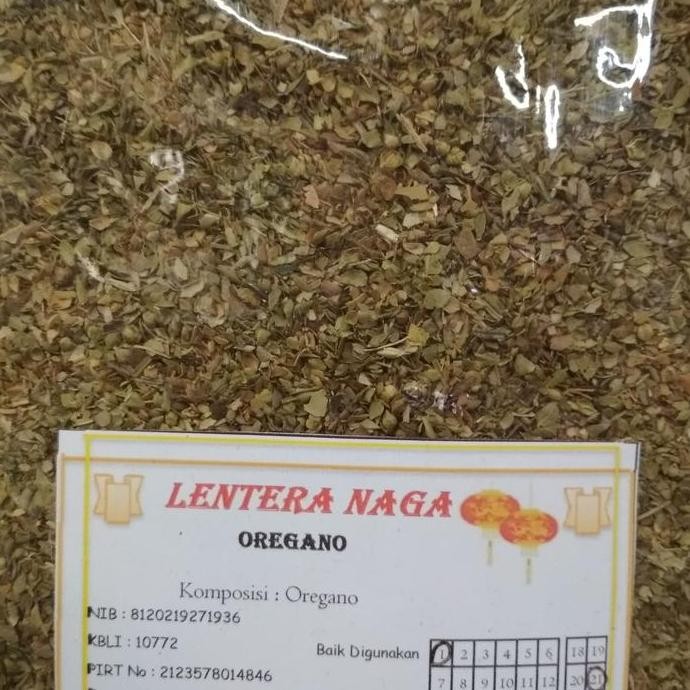 LENTERA NAGA
OREGANO
Komposisi : Oregano
NIB : 8120219271936
KBLI : 10772
PIRT No : 2123578014846
Baik Digunakan
1 2 3 4 5 6 18 19
7 8 9 10 11 12 20 21